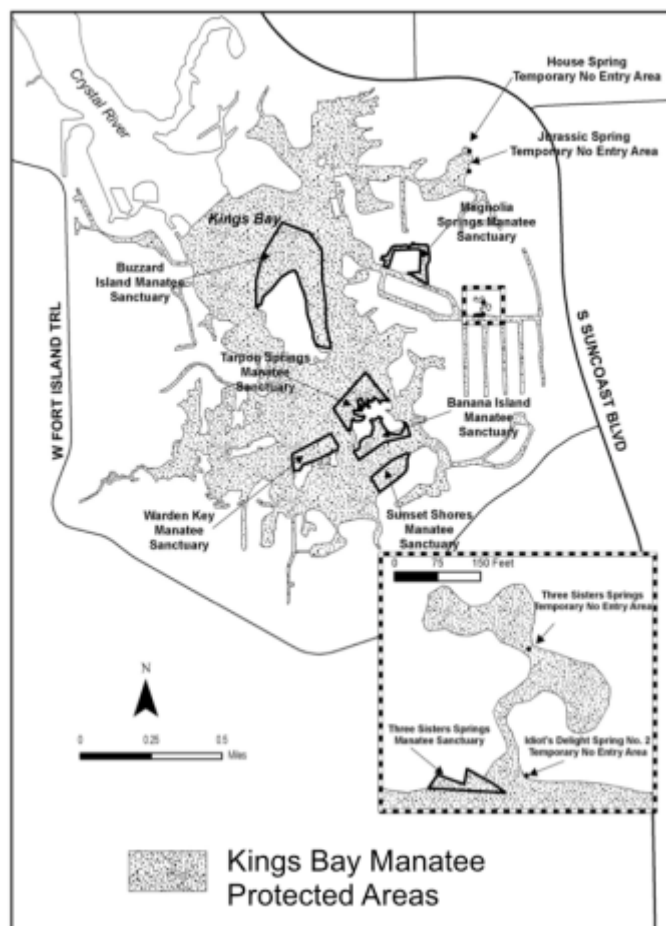 Crystal River
House Spring
Temporary No Entry Area
Jurassic Spring
Temporary No Entry Area
Kings Bay
Magnolia
Springs Manatee
Sanctuary
Buzzard
Island Manatee
Sanctuary
W FORT ISLAND TRL
S SUNCOAST BLVD
Tarpon Springs
Manatee
Sanctuary
Banana Island
Manatee
Sanctuary
Warden Key
Manatee
Sanctuary
Sunset Shores
Manatee
Sanctuary
0 75 150 Feet
Three Sisters Springs
Temporary No Entry Area
Three Sisters Springs
Manatee Sanctuary
Idiot's Delight Spring No. 2
Temporary No Entry Area
N
0 0.25 0.5
Miles
Kings Bay Manatee
Protected Areas